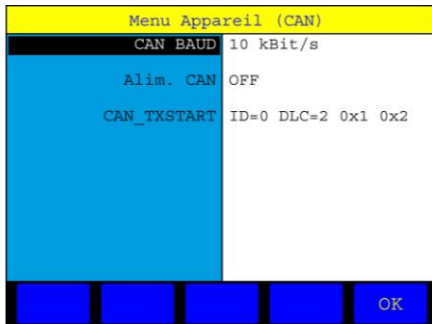 Menu Appareil (CAN)
CAN BAUD 10 kBit/s
Alim. CAN OFF
CAN_TXSTART ID=0 DLC=2 0x1 0x2
OK